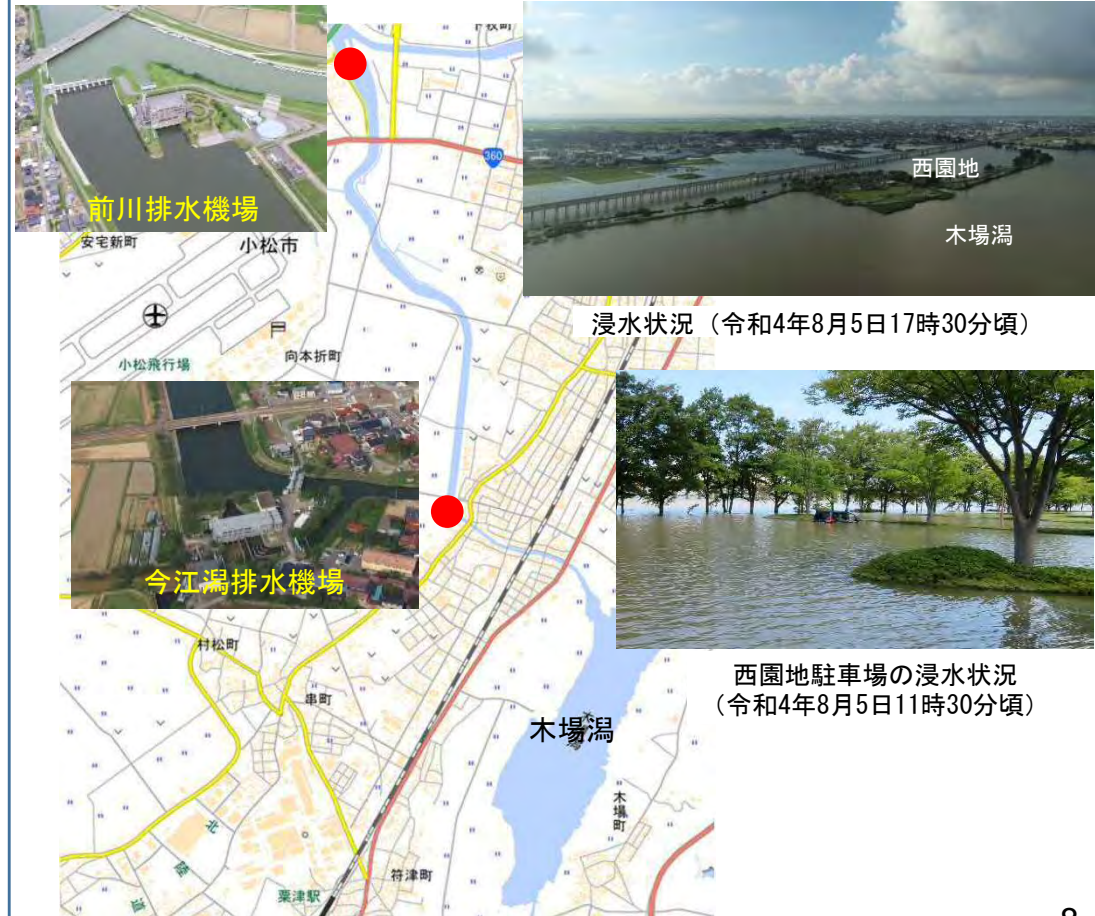 前川排水機場
安宅新町
小松市
360
西園地
木場潟
浸水状況（令和4年8月5日17時30分頃）
小松飛行場
向本折町
今江潟排水機場
村松町
串町
西園地駐車場の浸水状況
（令和4年8月5日11時30分頃）
木場潟
木場町
北陸
符津町
粟津駅